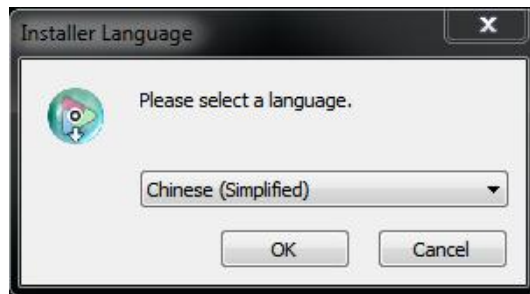 Installer Language
Please select a language.
Chinese (Simplified)
OK
Cancel